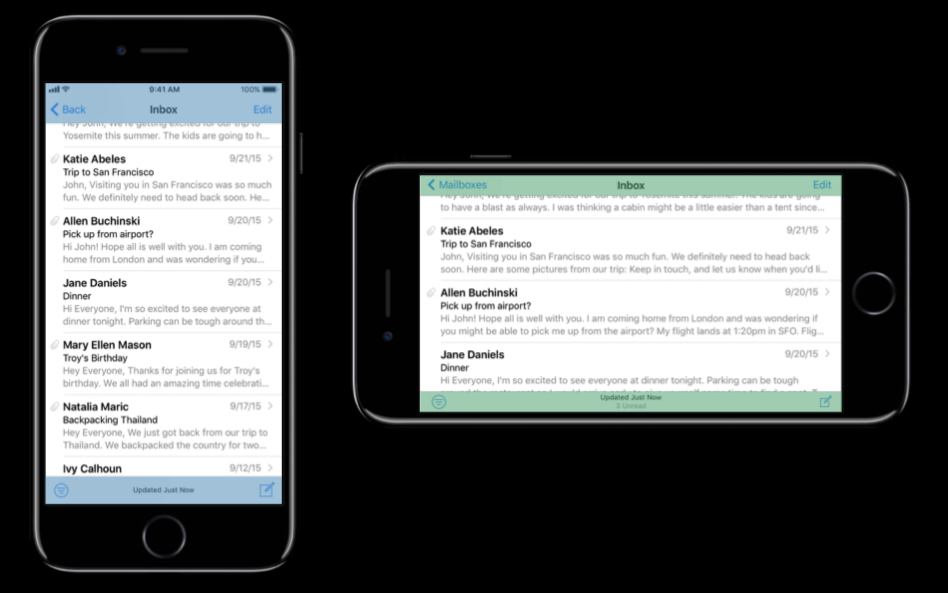 9:41 AM
100%
Back
Inbox
Edit
Hey John, We're getting excited for our trip to
Yosemite this summer. The kids are going to h...
Katie Abeles
9/21/15
Trip to San Francisco
John, Visiting you in San Francisco was so much
fun. We definitely need to head back soon. He...
Allen Buchinski
9/20/15
Pick up from airport?
Hi John! Hope all is well with you. I am coming
home from London and was wondering if you...
Jane Daniels
9/20/15
Dinner
Hi Everyone, I'm so excited to see everyone at
dinner tonight. Parking can be tough around th...
Mary Ellen Mason
9/19/15
Troy's Birthday
Hey Everyone, Thanks for joining us for Troy's
birthday. We all had an amazing time celebrati...
Natalia Maric
9/17/15
Backpacking Thailand
Hey Everyone, We just got back from our trip to
Thailand. We backpacked the country for two...
Ivy Calhoun
9/12/15
Updated Just Now
Mailboxes
Inbox
Edit
Hey John, We're getting excited for our trip to Yosemite this summer. The kids are going
to have a blast as always. I was thinking a cabin might be a little easier than a tent since...
Katie Abeles
9/21/15
Trip to San Francisco
John, Visiting you in San Francisco was so much fun. We definitely need to head back
soon. Here are some pictures from our trip: Keep in touch, and let us know when you'd li...
Allen Buchinski
9/20/15
Pick up from airport?
Hi John! Hope all is well with you. I am coming home from London and was wondering if
you might be able to pick me up from the airport? My flight lands at 1:20pm in SFO. Flig...
Jane Daniels
9/20/15
Dinner
Hi Everyone, I'm so excited to see everyone at dinner tonight. Parking can be tough
Updated Just Now
3 Unread